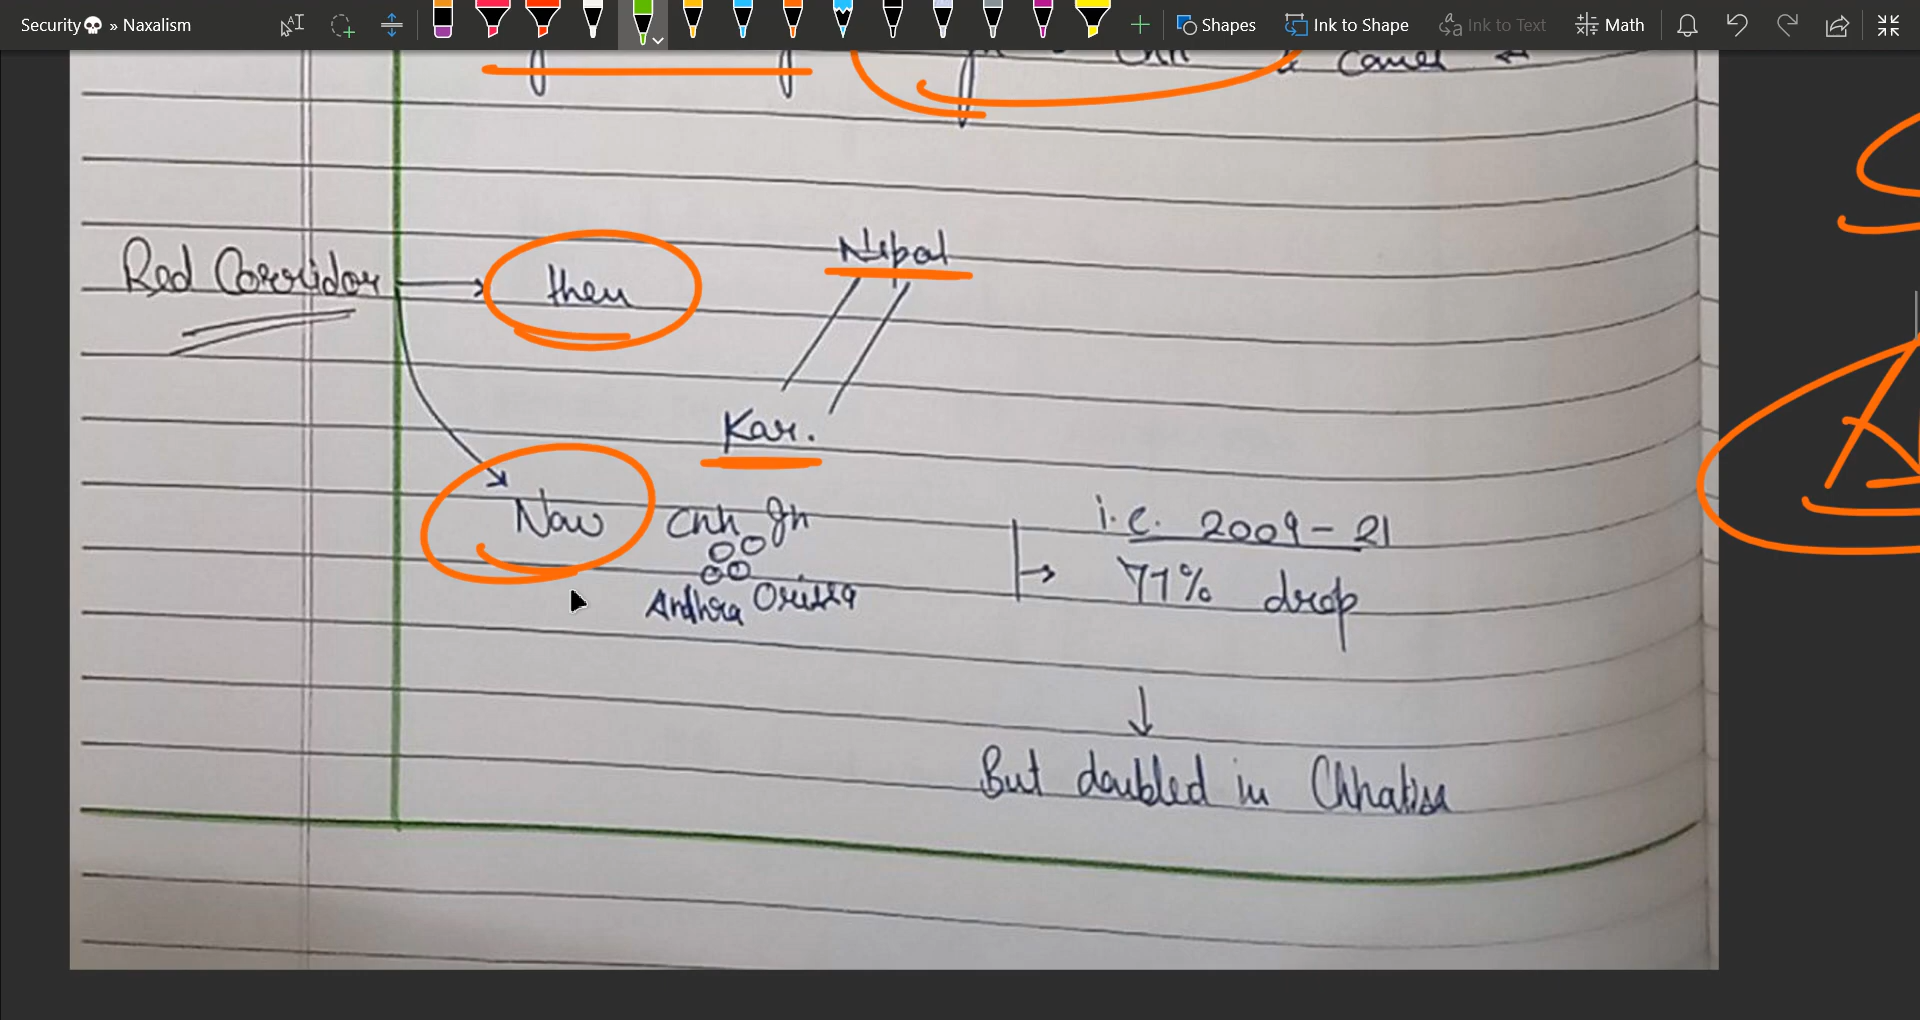 Security💀 » Naxalism
Shapes
Ink to Shape
Ink to Text
Math
Red Corridor
then
Nepal
Kar.
Now
Chh Jh
Andhra Orissa
i.e. 2009-21
77% drop
But doubled in Chhatisa